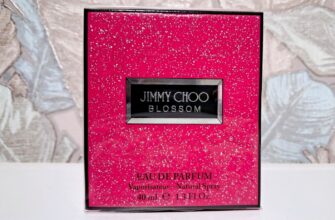 JIMMY CHOO
BLOSSOM
EAU DE PARFUM
Vaporisateur - Natural Spray
40 ml ℮ 1.3 Fl Oz.